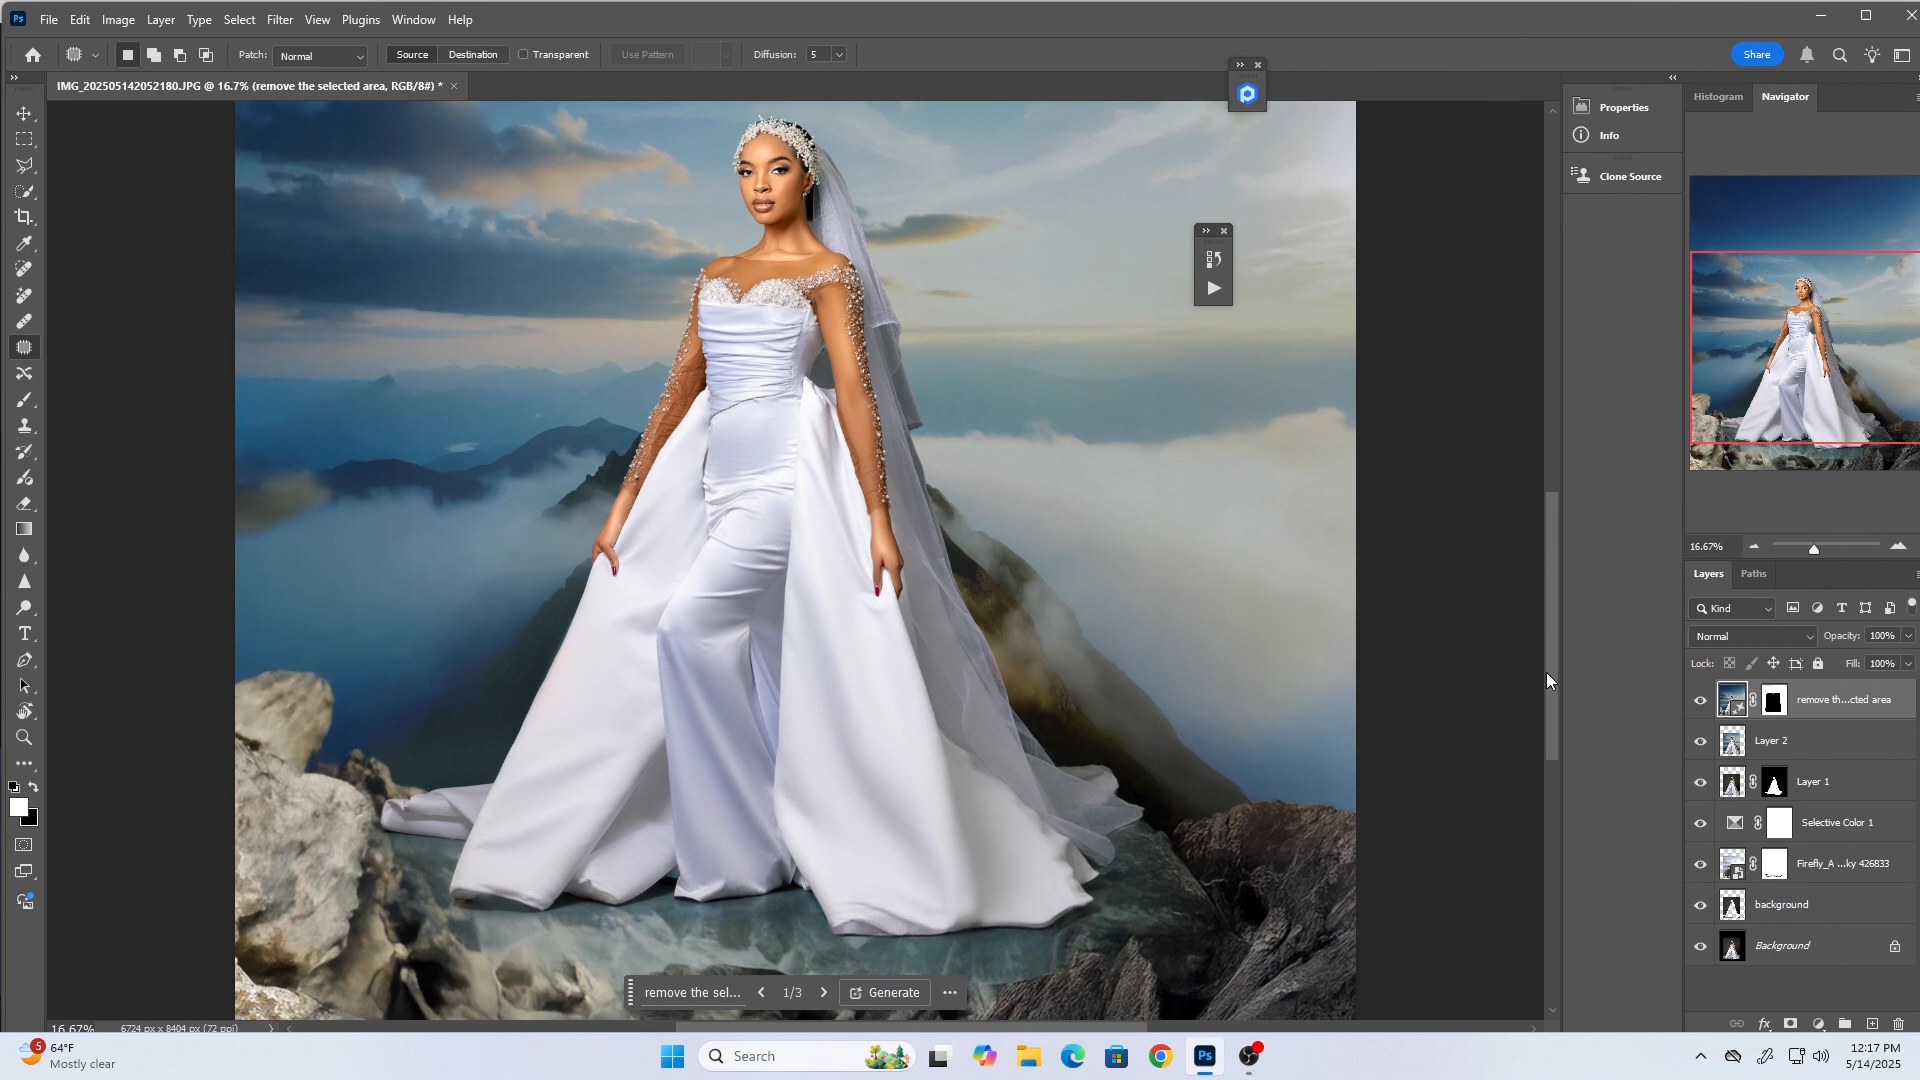 Ps File Edit Image Layer Type Select Filter View Plugins Window Help
Patch: Normal Source Destination Transparent Use Pattern Diffusion: 5 Share
IMG_202505142052180.JPG @ 16.7% (remove the selected area, RGB/8#) *
Histogram Navigator
Properties
Info
Clone Source
16.67%
Layers Paths
Kind
Normal Opacity: 100%
Lock: Fill: 100%
remove th...cted area
Layer 2
Layer 1
Selective Color 1
Firefly_A ...ky 426833
background
Background
remove the sel... 1/3 Generate
16.67% 6724 px x 8404 px (72 ppi)
5 64°F
Mostly clear
Search
Ps
12:17 PM
5/14/2025